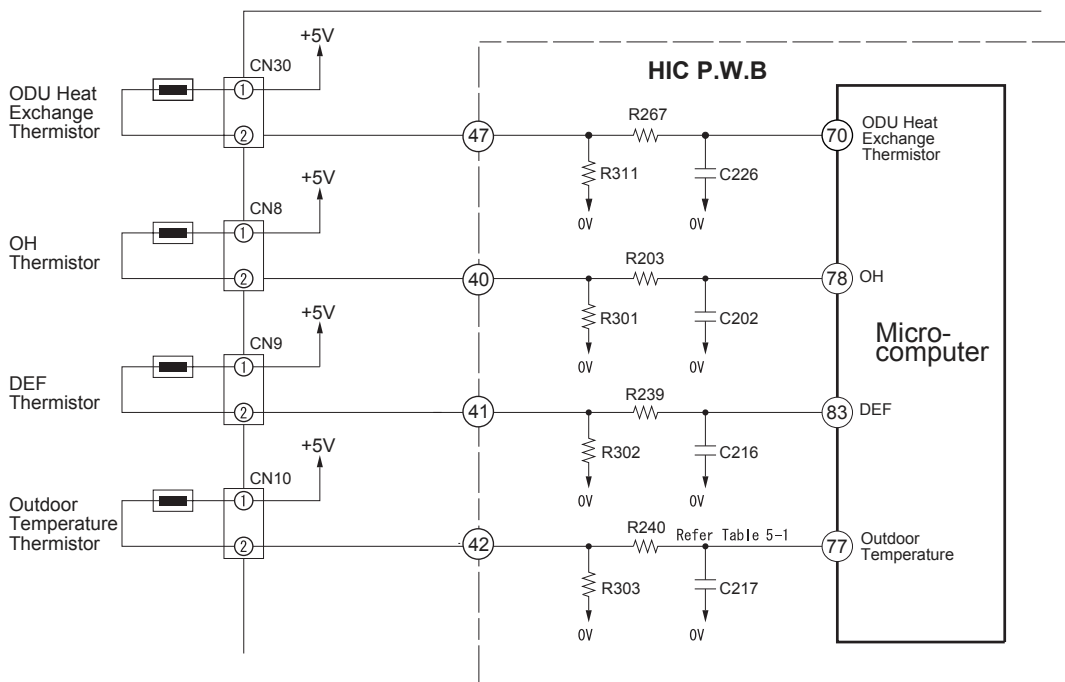 +5V
CN30
HIC P.W.B
ODU Heat
Exchange
Thermistor
1
2
47
R267
R311
C226
0V
0V
70
ODU Heat
Exchange
Thermistor
+5V
CN8
OH
Thermistor
1
2
40
R203
R301
C202
0V
0V
78
OH
Micro-
computer
+5V
CN9
DEF
Thermistor
1
2
41
R239
R302
C216
0V
0V
83
DEF
+5V
CN10
Outdoor
Temperature
Thermistor
1
2
42
R240
Refer Table 5-1
R303
C217
0V
0V
77
Outdoor
Temperature